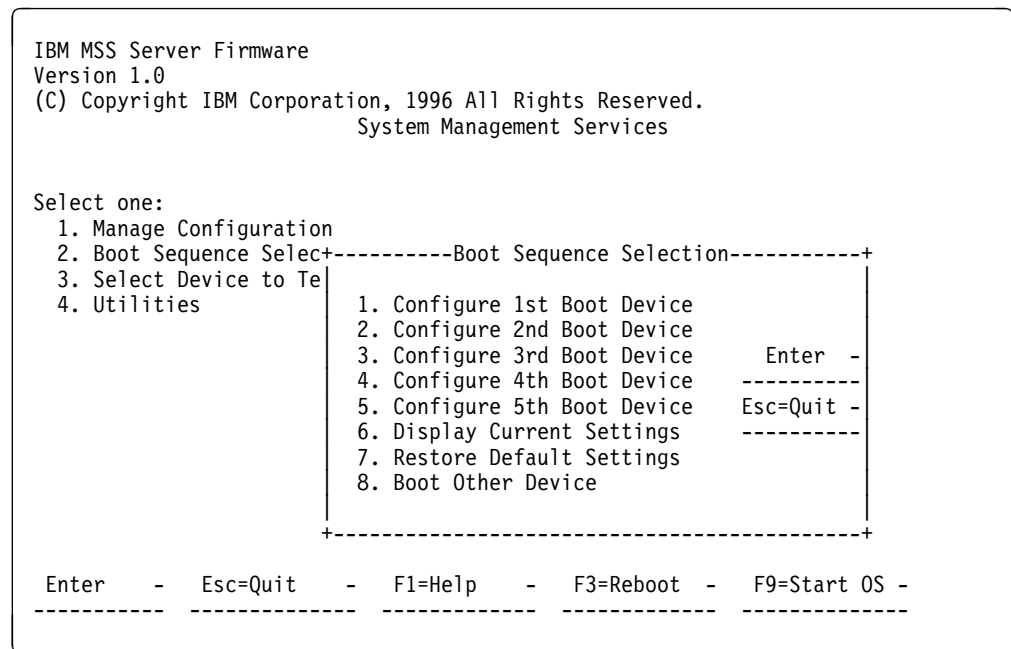 IBM MSS Server Firmware
Version 1.0
(C) Copyright IBM Corporation, 1996 All Rights Reserved.
System Management Services
Select one:
1. Manage Configuration
2. Boot Sequence Selec+----------Boot Sequence Selection-----------+
3. Select Device to Te|                                            |
4. Utilities          | 1. Configure 1st Boot Device               |
| 2. Configure 2nd Boot Device               |
| 3. Configure 3rd Boot Device      Enter  -|
| 4. Configure 4th Boot Device    ----------|
| 5. Configure 5th Boot Device    Esc=Quit -|
| 6. Display Current Settings     ----------|
| 7. Restore Default Settings                |
| 8. Boot Other Device                       |
+--------------------------------------------+
Enter    -   Esc=Quit    -   F1=Help    -   F3=Reboot  -   F9=Start OS -
-----------  --------------  -------------  -------------  --------------